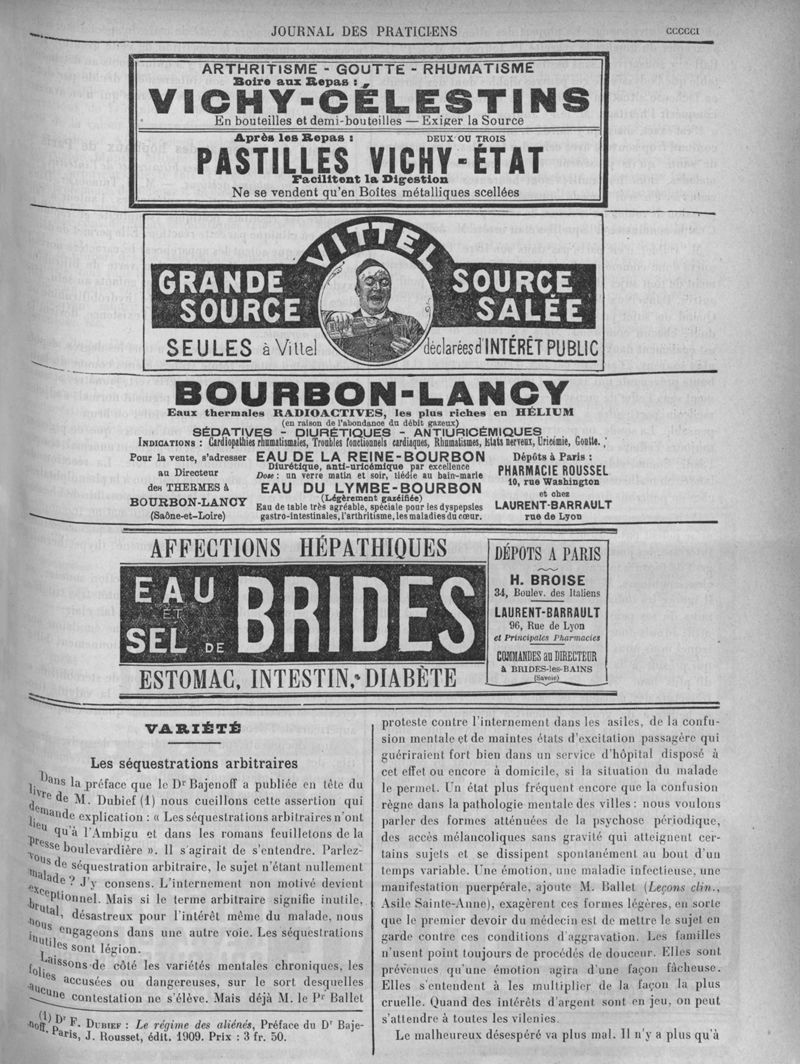 JOURNAL DES PRATICIENS
CCCCCCI
ARTHRITISME - GOUTTE - RHUMATISME
Boire aux Repas :
VICHY-CÉLESTINS
En bouteilles et demi-bouteilles — Exiger la Source
Après les Repas : DEUX OU TROIS
PASTILLES VICHY-ÉTAT
Facilitent la Digestion
Ne se vendent qu'en Boîtes métalliques scellées
VITTEL
GRANDE SOURCE
SOURCE SALÉE
SEULES à Vittel déclarées d'INTÉRÊT PUBLIC
BOURBON-LANCY
Eaux thermales RADIOACTIVES, les plus riches en HÉLIUM
(en raison de l'abondance du débit gazeux)
SÉDATIVES - DIURÉTIQUES - ANTIURICÉMIQUES
INDICATIONS : Cardiopathies rhumatismales, Troubles fonctionnels cardiaques, Rhumatismes, Etats nerveux, Uricémie, Goutte.
Pour la vente, s'adresser
au Directeur
des THERMES à
BOURBON-LANCY
(Saône-et-Loire)
EAU DE LA REINE-BOURBON
Diurétique, anti-uricémique par excellence
Dose : un verre matin et soir, tiédie au bain-marie
EAU DU LYMBE-BOURBON
(Légèrement gazéifiée)
Eau de table très agréable, spéciale pour les dyspepsies
gastro-intestinales, l'arthritisme, les maladies du cœur.
Dépôts à Paris :
PHARMACIE ROUSSEL
10, rue Washington
et chez
LAURENT-BARRAULT
rue de Lyon
AFFECTIONS HÉPATHIQUES
EAU
ET
SEL DE BRIDES
ESTOMAC, INTESTIN, DIABÈTE
DÉPOTS A PARIS
H. BROISE
34, Boulev. des Italiens
LAURENT-BARRAULT
96, Rue de Lyon
et Principales Pharmacies
COMMANDES au DIRECTEUR
à BRIDES-les-BAINS
(Savoie)
VARIÉTÉ
Les séquestrations arbitraires
Dans la préface que le Dr Bajenoff a publiée en tête du
livre de M. Dubief (1) nous cueillons cette assertion qui
demande explication : « Les séquestrations arbitraires n'ont
lieu qu'à l'Ambigu et dans les romans feuilletons de la
presse boulevardière ». Il s'agirait de s'entendre. Parlez-
vous de séquestration arbitraire, le sujet n'étant nullement
malade ? J'y consens. L'internement non motivé devient
exceptionnel. Mais si le terme arbitraire signifie inutile,
brutal, désastreux pour l'intérêt même du malade, nous
nous engageons dans une autre voie. Les séquestrations
inutiles sont légion.
Laissons de côté les variétés mentales chroniques, les
folies accusées ou dangereuses, sur le sort desquelles
aucune contestation ne s'élève. Mais déjà M. le Pr Ballet
(1) Dr F. DUBIEF : Le régime des aliénés, Préface du Dr Baje-
noff. Paris, J. Rousset, édit. 1909. Prix : 3 fr. 50.
proteste contre l'internement dans les asiles, de la confu-
sion mentale et de maintes états d'excitation passagère qui
guériraient fort bien dans un service d'hôpital disposé à
cet effet ou encore à domicile, si la situation du malade
le permet. Un état plus fréquent encore que la confusion
règne dans la pathologie mentale des villes : nous voulons
parler des formes atténuées de la psychose périodique,
des accès mélancoliques sans gravité qui atteignent cer-
tains sujets et se dissipent spontanément au bout d'un
temps variable. Une émotion, une maladie infectieuse, une
manifestation puerpérale, ajoute M. Ballet (Leçons clin.,
Asile Sainte-Anne), exagèrent ces formes légères, en sorte
que le premier devoir du médecin est de mettre le sujet en
garde contre ces conditions d'aggravation. Les familles
n'usent point toujours de procédés de douceur. Elles sont
prévenues qu'une émotion agira d'une façon fâcheuse.
Elles s'entendent à les multiplier de la façon la plus
cruelle. Quand des intérêts d'argent sont en jeu, on peut
s'attendre à toutes les vilenies.
Le malheureux désespéré va plus mal. Il n'y a plus qu'à